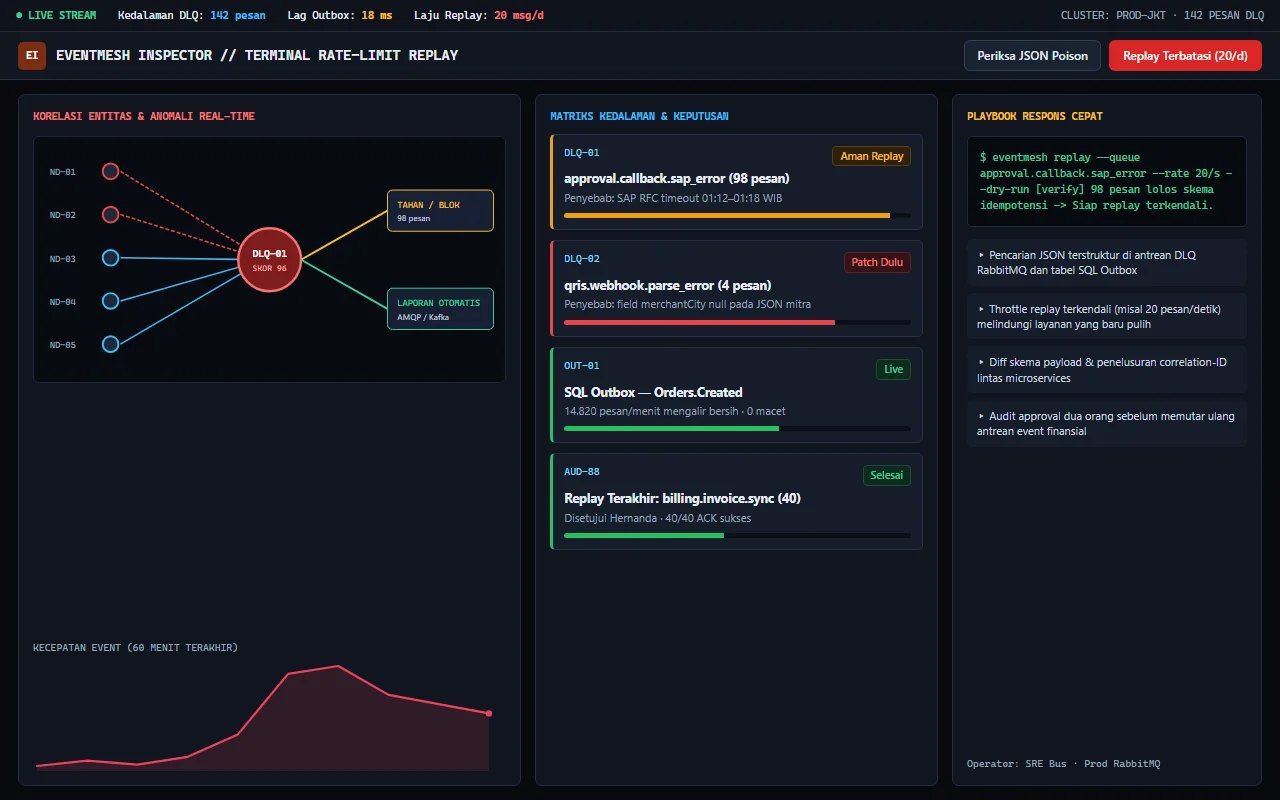 ● LIVE STREAM Kedalaman DLQ: 142 pesan Lag Outbox: 18 ms Laju Replay: 20 msg/d CLUSTER: PROD-JKT · 142 PESAN DLQ
EI EVENTMESH INSPECTOR // TERMINAL RATE-LIMIT REPLAY
Periksa JSON Poison
Replay Terbatasi (20/d)
KORELASI ENTITAS & ANOMALI REAL-TIME
ND-01
ND-02
ND-03
ND-04
ND-05
DLQ-01
SKOR 96
TAHAN / BLOK
98 pesan
LAPORAN OTOMATIS
AMQP / Kafka
KECEPATAN EVENT (60 MENIT TERAKHIR)
MATRIKS KEDALAMAN & KEPUTUSAN
DLQ-01
Aman Replay
approval.callback.sap_error (98 pesan)
Penyebab: SAP RFC timeout 01:12–01:18 WIB
DLQ-02
Patch Dulu
qris.webhook.parse_error (4 pesan)
Penyebab: field merchantCity null pada JSON mitra
OUT-01
Live
SQL Outbox — Orders.Created
14.820 pesan/menit mengalir bersih · 0 macet
AUD-88
Selesai
Replay Terakhir: billing.invoice.sync (40)
Disetujui Hernanda · 40/40 ACK sukses
PLAYBOOK RESPONS CEPAT
$ eventmesh replay --queue
approval.callback.sap_error --rate 20/s -
-dry-run [verify] 98 pesan lolos skema
idempotensi -> Siap replay terkendali.
‣ Pencarian JSON terstruktur di antrean DLQ
RabbitMQ dan tabel SQL Outbox
‣ Throttle replay terkendali (misal 20 pesan/detik)
melindungi layanan yang baru pulih
‣ Diff skema payload & penelusuran correlation-ID
lintas microservices
‣ Audit approval dua orang sebelum memutar ulang
antrean event finansial
Operator: SRE Bus · Prod RabbitMQ